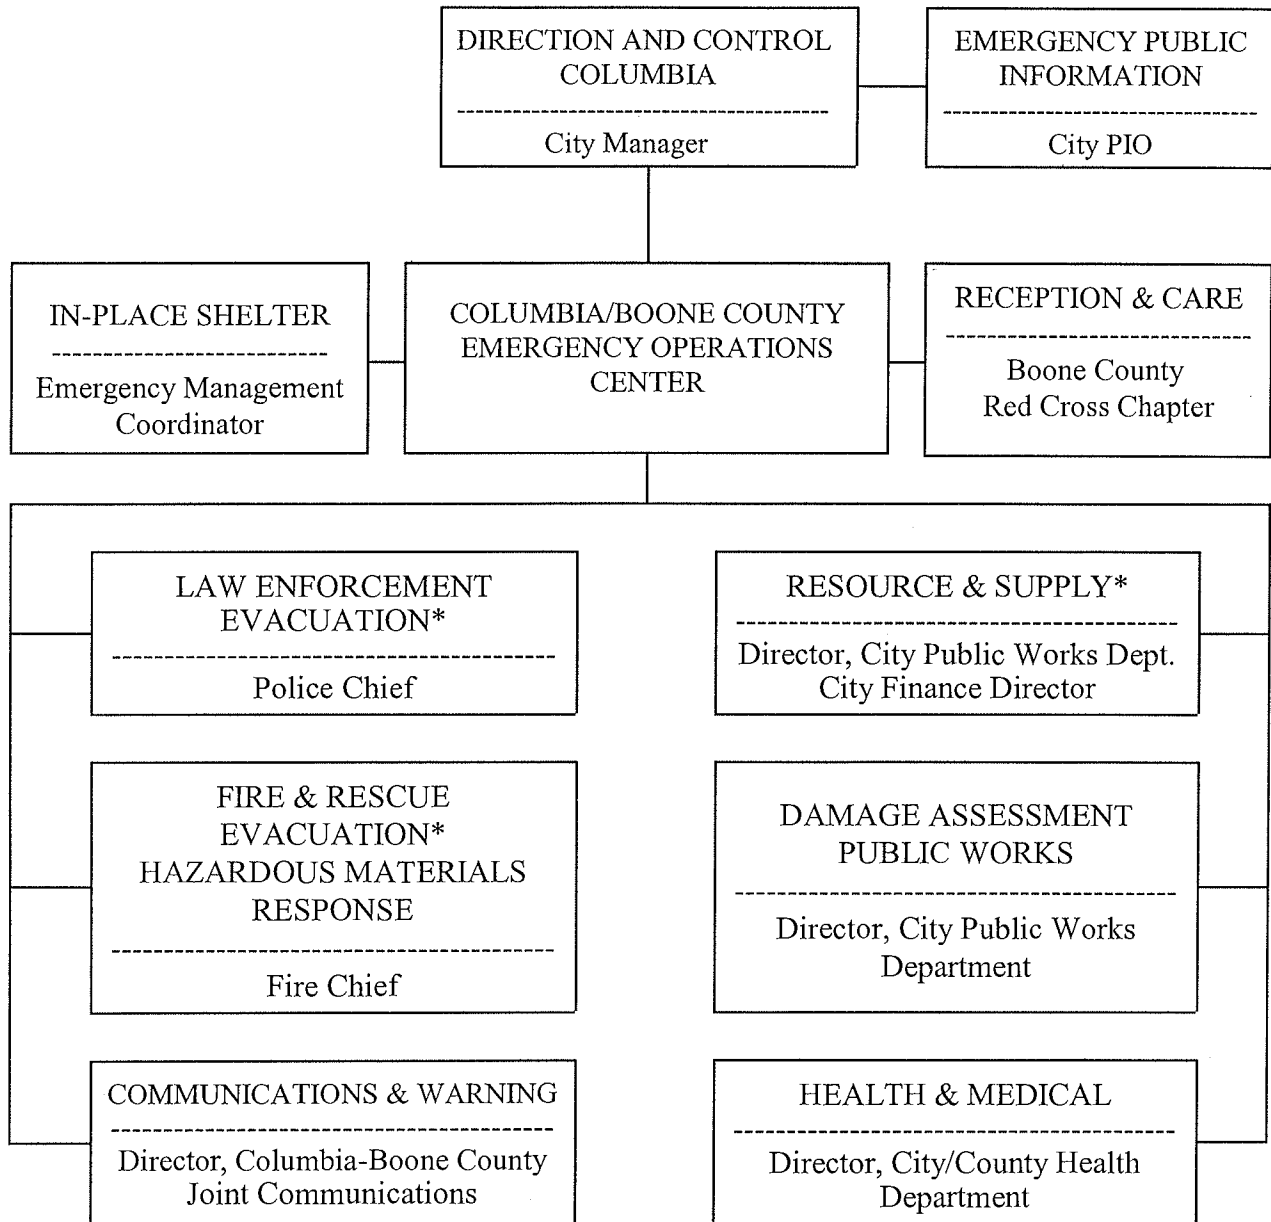 DIRECTION AND CONTROL
COLUMBIA
City Manager
EMERGENCY PUBLIC
INFORMATION
City PIO
IN-PLACE SHELTER
Emergency Management
Coordinator
COLUMBIA/BOONE COUNTY
EMERGENCY OPERATIONS
CENTER
RECEPTION & CARE
Boone County
Red Cross Chapter
LAW ENFORCEMENT
EVACUATION*
Police Chief
RESOURCE & SUPPLY*
Director, City Public Works Dept.
City Finance Director
FIRE & RESCUE
EVACUATION*
HAZARDOUS MATERIALS
RESPONSE
Fire Chief
DAMAGE ASSESSMENT
PUBLIC WORKS
Director, City Public Works
Department
COMMUNICATIONS & WARNING
Director, Columbia-Boone County
Joint Communications
HEALTH & MEDICAL
Director, City/County Health
Department